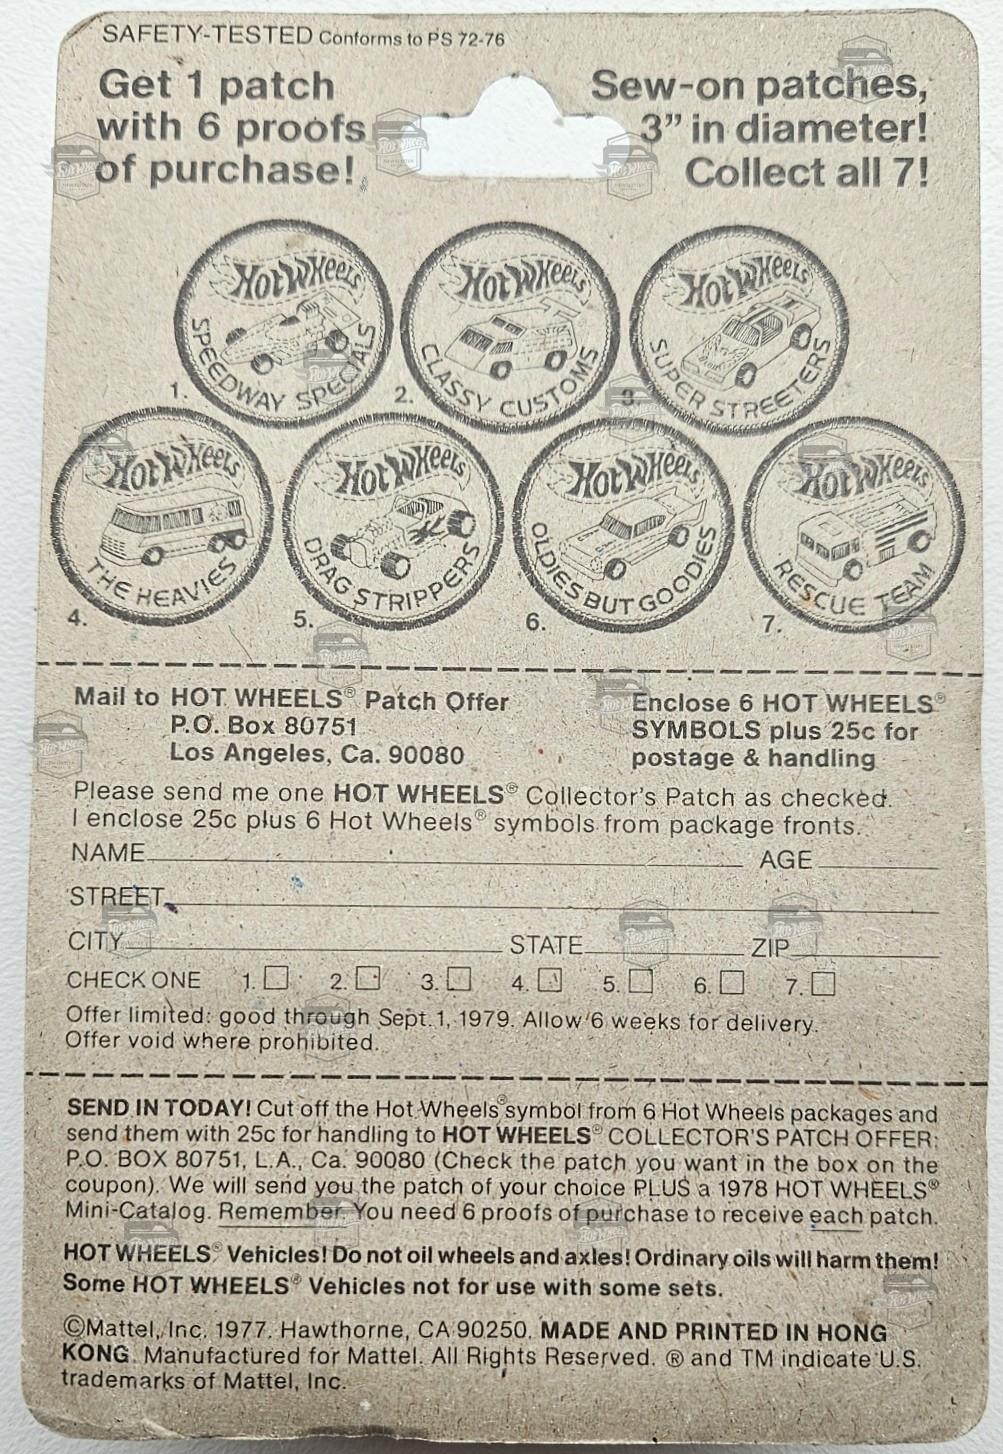 SAFETY-TESTED Conforms to PS 72-76
Get 1 patch
with 6 proofs
of purchase!
Sew-on patches,
3" in diameter!
Collect all 7!
HOT WHEELS
SPEEDWAY SPECIALS
1.
HOT WHEELS
CLASSY CUSTOMS
2.
HOT WHEELS
SUPER STREETERS
3.
HOT WHEELS
THE HEAVIES
4.
HOT WHEELS
DRAG STRIPPERS
5.
HOT WHEELS
OLDIES BUT GOODIES
6.
HOT WHEELS
RESCUE TEAM
7.
Mail to HOT WHEELS® Patch Offer
P.O. Box 80751
Los Angeles, Ca. 90080
Enclose 6 HOT WHEELS®
SYMBOLS plus 25c for
postage & handling
Please send me one HOT WHEELS® Collector's Patch as checked.
I enclose 25c plus 6 Hot Wheels® symbols from package fronts.
NAME AGE
STREET
CITY STATE ZIP
CHECK ONE 1. 2. 3. 4. 5. 6. 7.
Offer limited: good through Sept. 1, 1979. Allow 6 weeks for delivery.
Offer void where prohibited.
SEND IN TODAY! Cut off the Hot Wheels® symbol from 6 Hot Wheels packages and
send them with 25c for handling to HOT WHEELS® COLLECTOR'S PATCH OFFER:
P.O. BOX 80751, L.A., Ca. 90080 (Check the patch you want in the box on the
coupon). We will send you the patch of your choice PLUS a 1978 HOT WHEELS®
Mini-Catalog. Remember. You need 6 proofs of purchase to receive each patch.
HOT WHEELS® Vehicles! Do not oil wheels and axles! Ordinary oils will harm them!
Some HOT WHEELS® Vehicles not for use with some sets.
©Mattel, Inc. 1977. Hawthorne, CA 90250. MADE AND PRINTED IN HONG
KONG. Manufactured for Mattel. All Rights Reserved. ® and TM indicate U.S.
trademarks of Mattel, Inc.